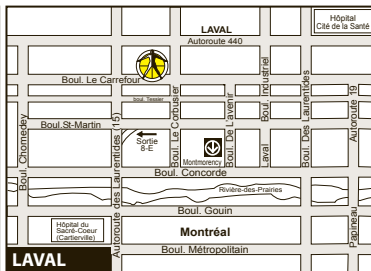 LAVAL
Hôpital
Cité de la Santé
Autoroute 440
Boul. Le Carrefour
boul. Tessier
Boul.St-Martin
Sortie
8-E
Montmorency
Boul. Chomedey
Autoroute des Laurentides (15)
Boul. Le Corbusier
Boul. De L'avenir
Boul. Industriel
Laval
Boul. Des Laurentides
Autoroute 19
Boul. Concorde
Rivière-des-Prairies
Boul. Gouin
Hôpital du
Sacré-Coeur
(Cartierville)
Montréal
Papineau
Boul. Métropolitain
LAVAL